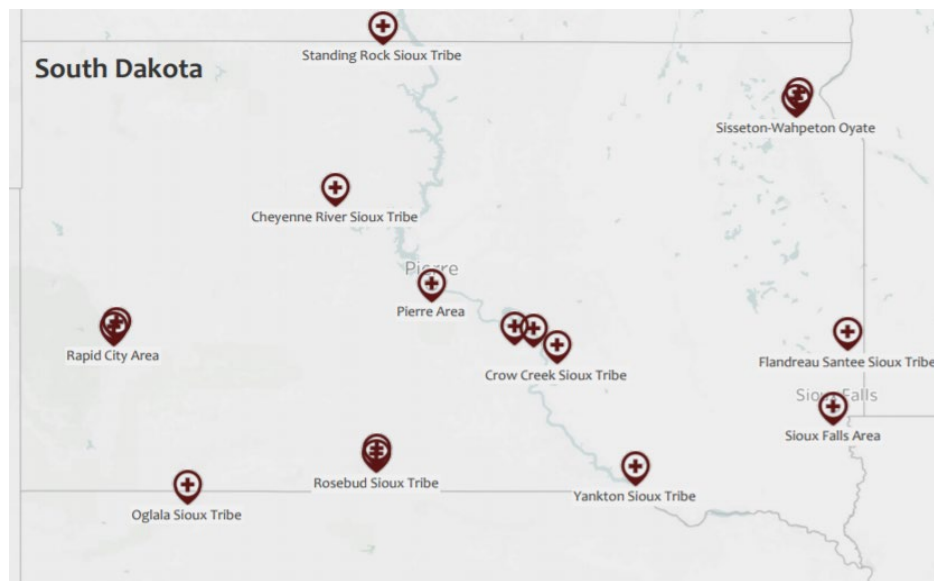 Standing Rock Sioux Tribe
South Dakota
Sisseton-Wahpeton Oyate
Cheyenne River Sioux Tribe
Pierre
Pierre Area
Rapid City Area
Flandreau Santee Sioux Tribe
Crow Creek Sioux Tribe
Sioux Falls
Sioux Falls Area
Rosebud Sioux Tribe
Yankton Sioux Tribe
Oglala Sioux Tribe